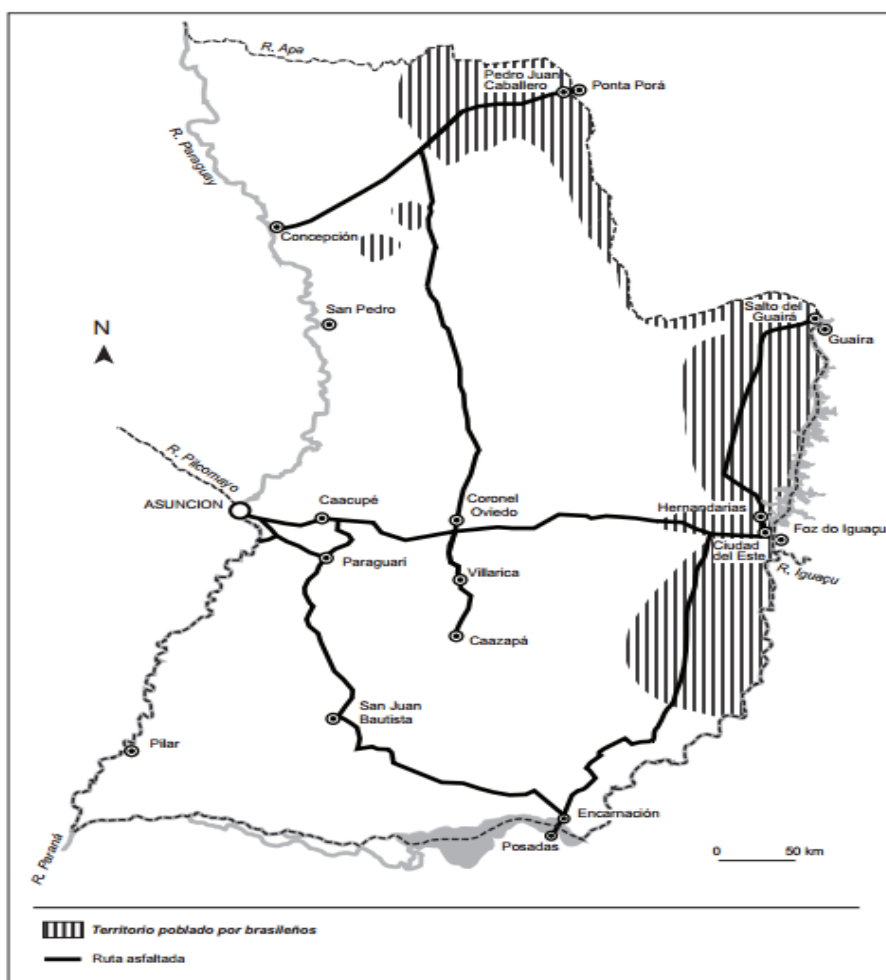 R. Apa
Pedro Juan
Caballero
Ponta Porá
R. Paraguay
Concepción
San Pedro
Salto del
Guairá
Guaíra
N
R. Pilcomayo
ASUNCION
Caacupé
Coronel
Oviedo
Hernandarias
Foz do Iguaçu
Ciudad
del Este
R. Iguaçu
Paraguarí
Villarica
Caazapá
San Juan
Bautista
Pilar
Encarnación
Posadas
R. Paraná
0 50 km
Territorio poblado por brasileños
Ruta asfaltada